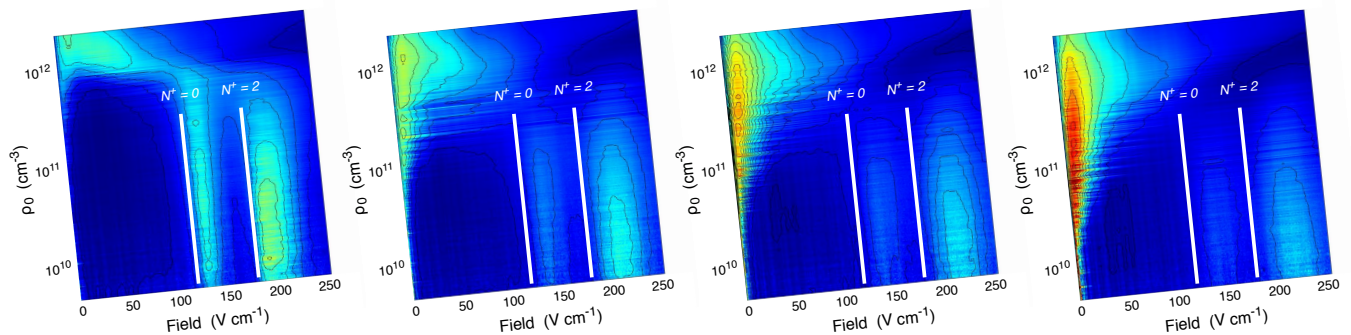 10¹²
10¹¹
10¹⁰
ρ₀ (cm⁻³)
N⁺ = 0
N⁺ = 2
0 50 100 150 200 250
Field (V cm⁻¹)
10¹²
10¹¹
10¹⁰
ρ₀ (cm⁻³)
N⁺ = 0
N⁺ = 2
0 50 100 150 200 250
Field (V cm⁻¹)
10¹²
10¹¹
10¹⁰
ρ₀ (cm⁻³)
N⁺ = 0
N⁺ = 2
0 50 100 150 200 250
Field (V cm⁻¹)
10¹²
10¹¹
10¹⁰
ρ₀ (cm⁻³)
N⁺ = 0
N⁺ = 2
0 50 100 150 200 250
Field (V cm⁻¹)